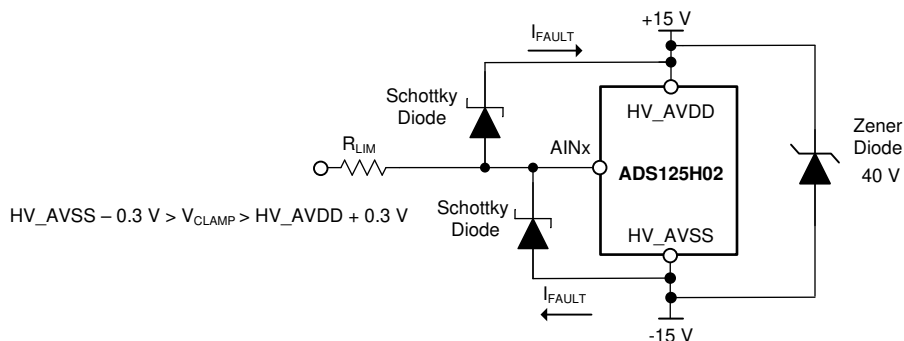 +15 V
I_FAULT
Schottky
Diode
HV_AVDD
R_LIM
AINx
ADS125H02
Zener
Diode
40 V
HV_AVSS – 0.3 V > V_CLAMP > HV_AVDD + 0.3 V
Schottky
Diode
HV_AVSS
I_FAULT
-15 V